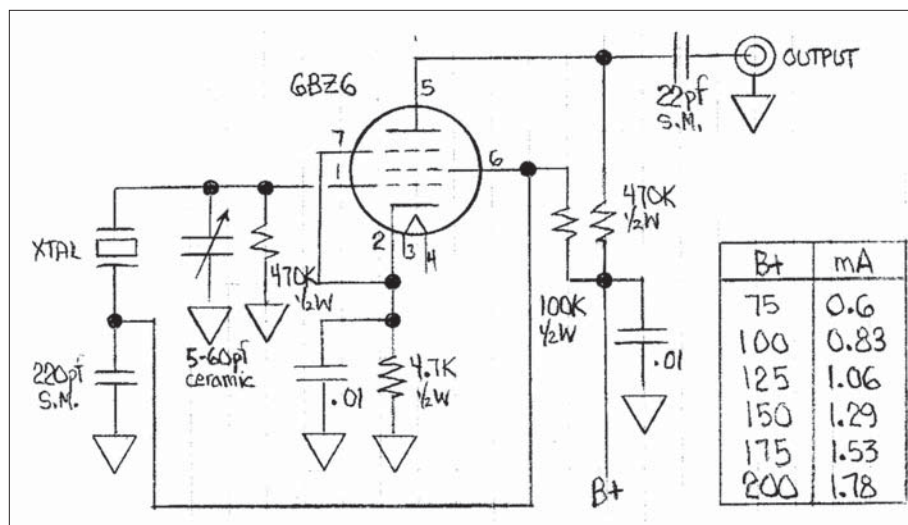 6BZ6
5
OUTPUT
22pf
S.M.
7
1
6
2
3
4
XTAL
470K
½W
470K
½W
5-60pf
ceramic
100K
½W
220pf
S.M.
.01
4.7K
½W
.01
B+
B+ mA
75 0.6
100 0.83
125 1.06
150 1.29
175 1.53
200 1.78